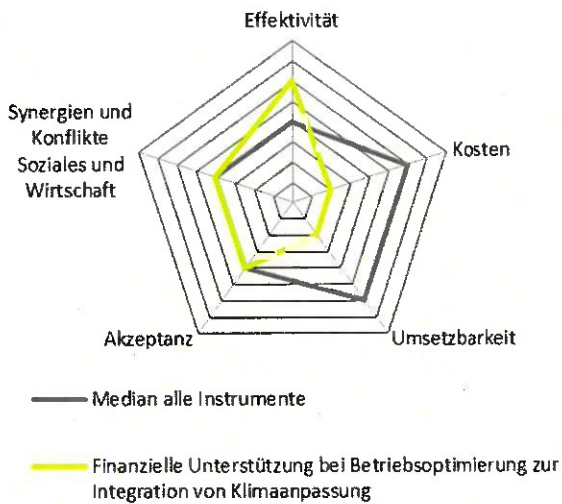 Effektivität
Synergien und
Konflikte
Soziales und
Wirtschaft
Kosten
Akzeptanz
Umsetzbarkeit
Median alle Instrumente
Finanzielle Unterstützung bei Betriebsoptimierung zur
Integration von Klimaanpassung